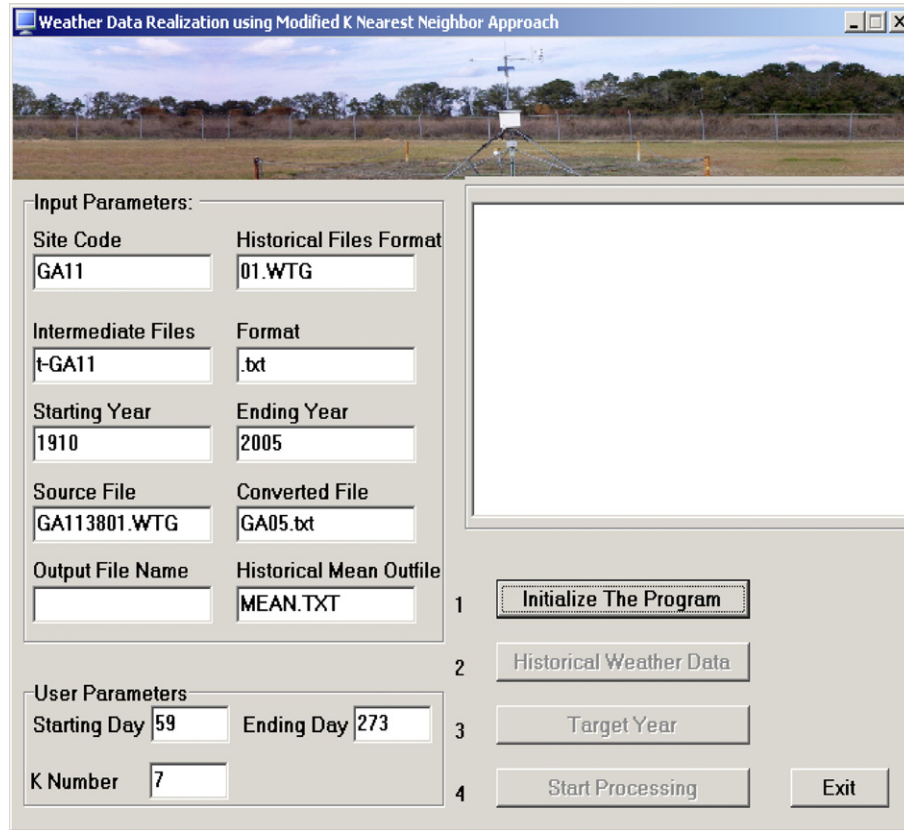 Weather Data Realization using Modified K Nearest Neighbor Approach
Input Parameters:
Site Code
Historical Files Format
GA11
01.WTG
Intermediate Files
Format
t-GA11
.txt
Starting Year
Ending Year
1910
2005
Source File
Converted File
GA113801.WTG
GA05.txt
Output File Name
Historical Mean Outfile
MEAN.TXT
User Parameters
Starting Day 59
Ending Day 273
K Number 7
1 Initialize The Program
2 Historical Weather Data
3 Target Year
4 Start Processing
Exit